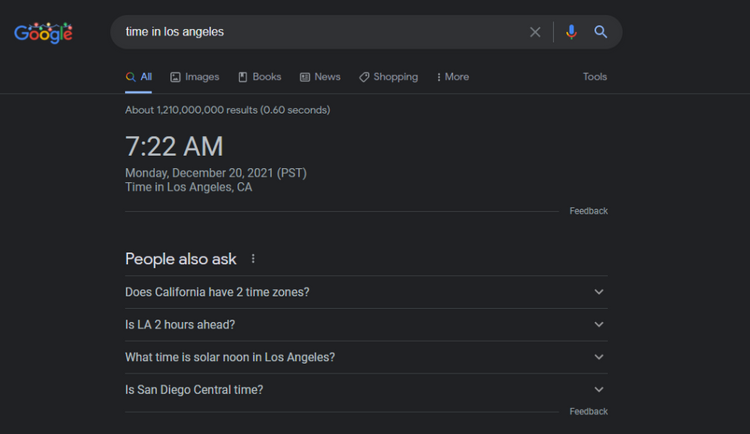 Google
time in los angeles
All Images Books News Shopping More Tools
About 1,210,000,000 results (0.60 seconds)
7:22 AM
Monday, December 20, 2021 (PST)
Time in Los Angeles, CA
Feedback
People also ask
Does California have 2 time zones?
Is LA 2 hours ahead?
What time is solar noon in Los Angeles?
Is San Diego Central time?
Feedback